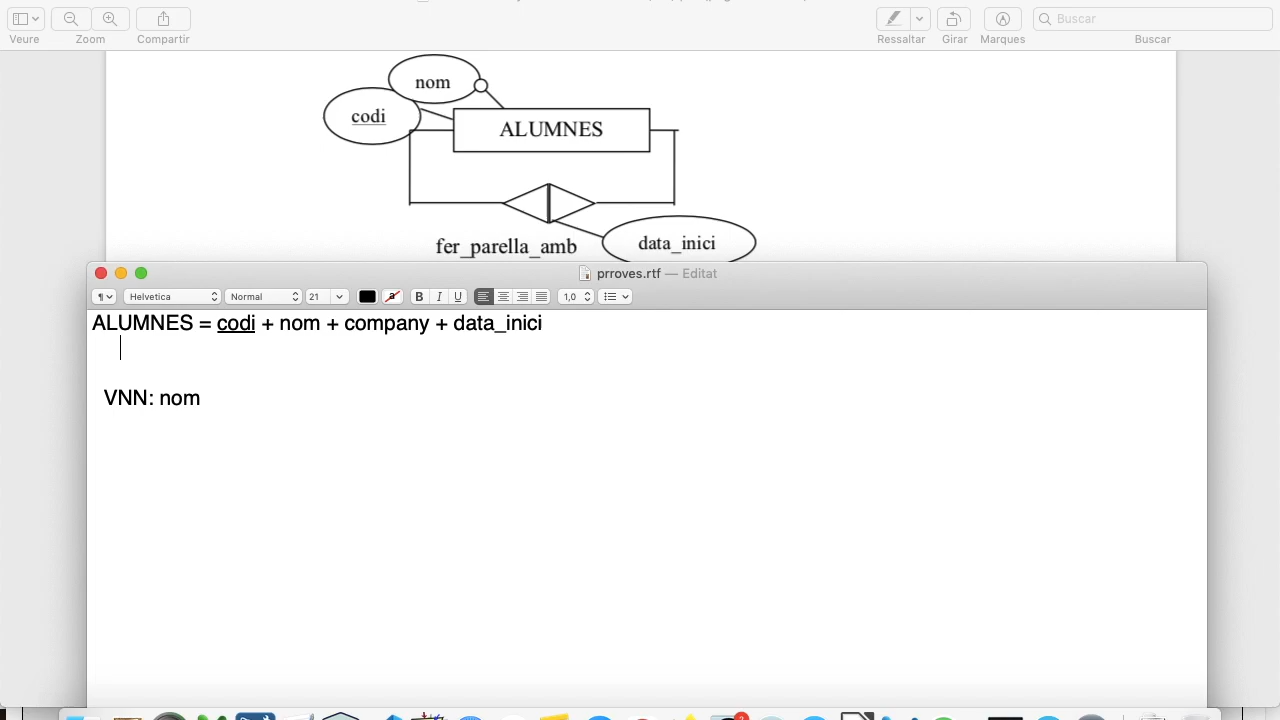 Veure
Zoom
Compartir
Ressaltar
Girar
Marques
Buscar
Buscar
nom
codi
ALUMNES
fer_parella_amb
data_inici
prroves.rtf — Editat
Helvetica
Normal
21
a
B I U
1,0
ALUMNES = codi + nom + company + data_inici
VNN: nom